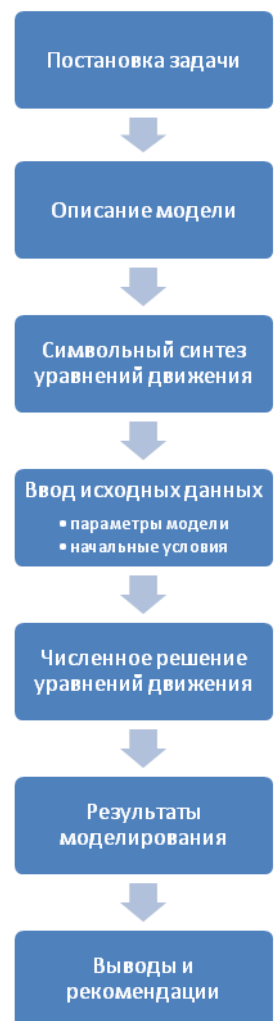 Постановка задачи
Описание модели
Символьный синтез
уравнений движения
Ввод исходных данных
• параметры модели
• начальные условия
Численное решение
уравнений движения
Результаты
моделирования
Выводы и
рекомендации